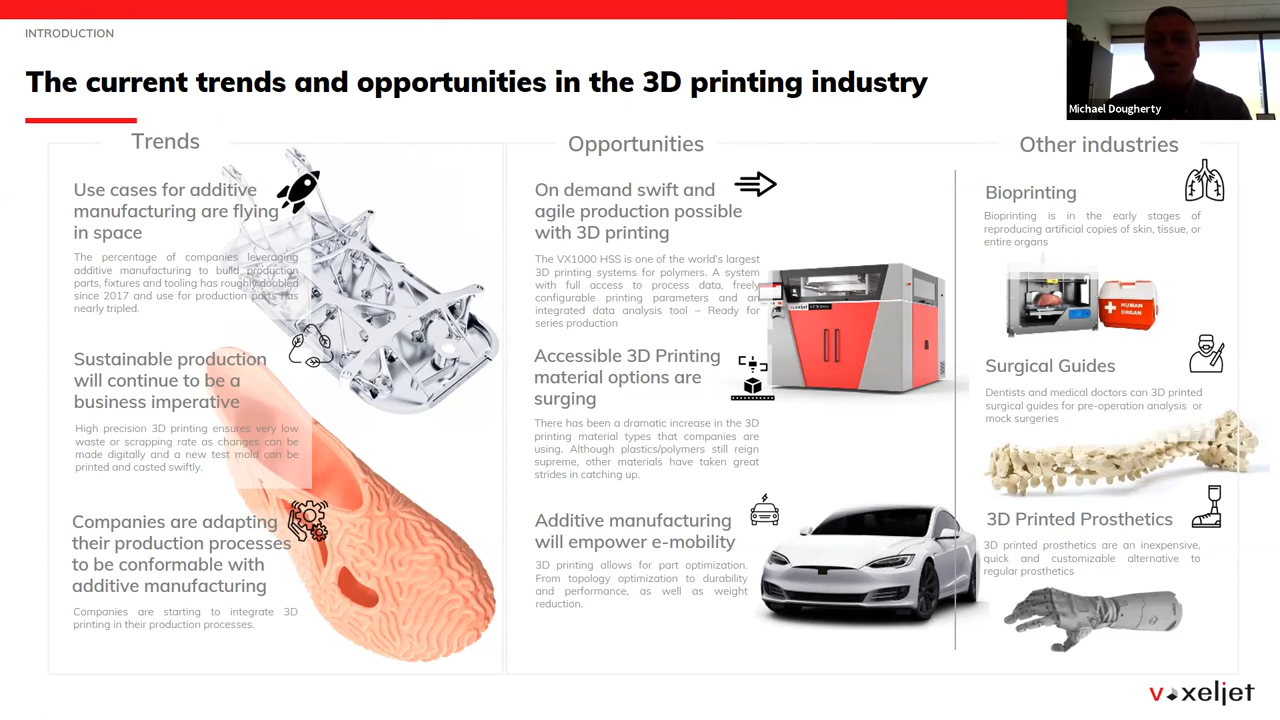 INTRODUCTION
The current trends and opportunities in the 3D printing industry
Michael Dougherty
Trends
Use cases for additive
manufacturing are flying
in space
The percentage of companies leveraging
additive manufacturing to build production
parts, fixtures and tooling has roughly doubled
since 2017 and use for production parts has
nearly tripled.
Sustainable production
will continue to be a
business imperative
High precision 3D printing ensures very low
waste or scrapping rate as changes can be
made digitally and a new test mold can be
printed and casted swiftly.
Companies are adapting
their production processes
to be conformable with
additive manufacturing
Companies are starting to integrate 3D
printing in their production processes.
Opportunities
On demand swift and
agile production possible
with 3D printing
The VX1000 HSS is one of the world's largest
3D printing systems for polymers. A system
with full access to process data, freely
configurable printing parameters and an
integrated data analysis tool – Ready for
series production
Accessible 3D Printing
material options are
surging
There has been a dramatic increase in the 3D
printing material types that companies are
using. Although plastics/polymers still reign
supreme, other materials have taken great
strides in catching up.
Additive manufacturing
will empower e-mobility
3D printing allows for part optimization.
From topology optimization to durability
and performance, as well as weight
reduction.
Other industries
Bioprinting
Bioprinting is in the early stages of
reproducing artificial copies of skin, tissue, or
entire organs
HUMAN
ORGAN
Surgical Guides
Dentists and medical doctors can 3D printed
surgical guides for pre-operation analysis or
mock surgeries
3D Printed Prosthetics
3D printed prosthetics are an inexpensive,
quick and customizable alternative to
regular prosthetics
voxeljet